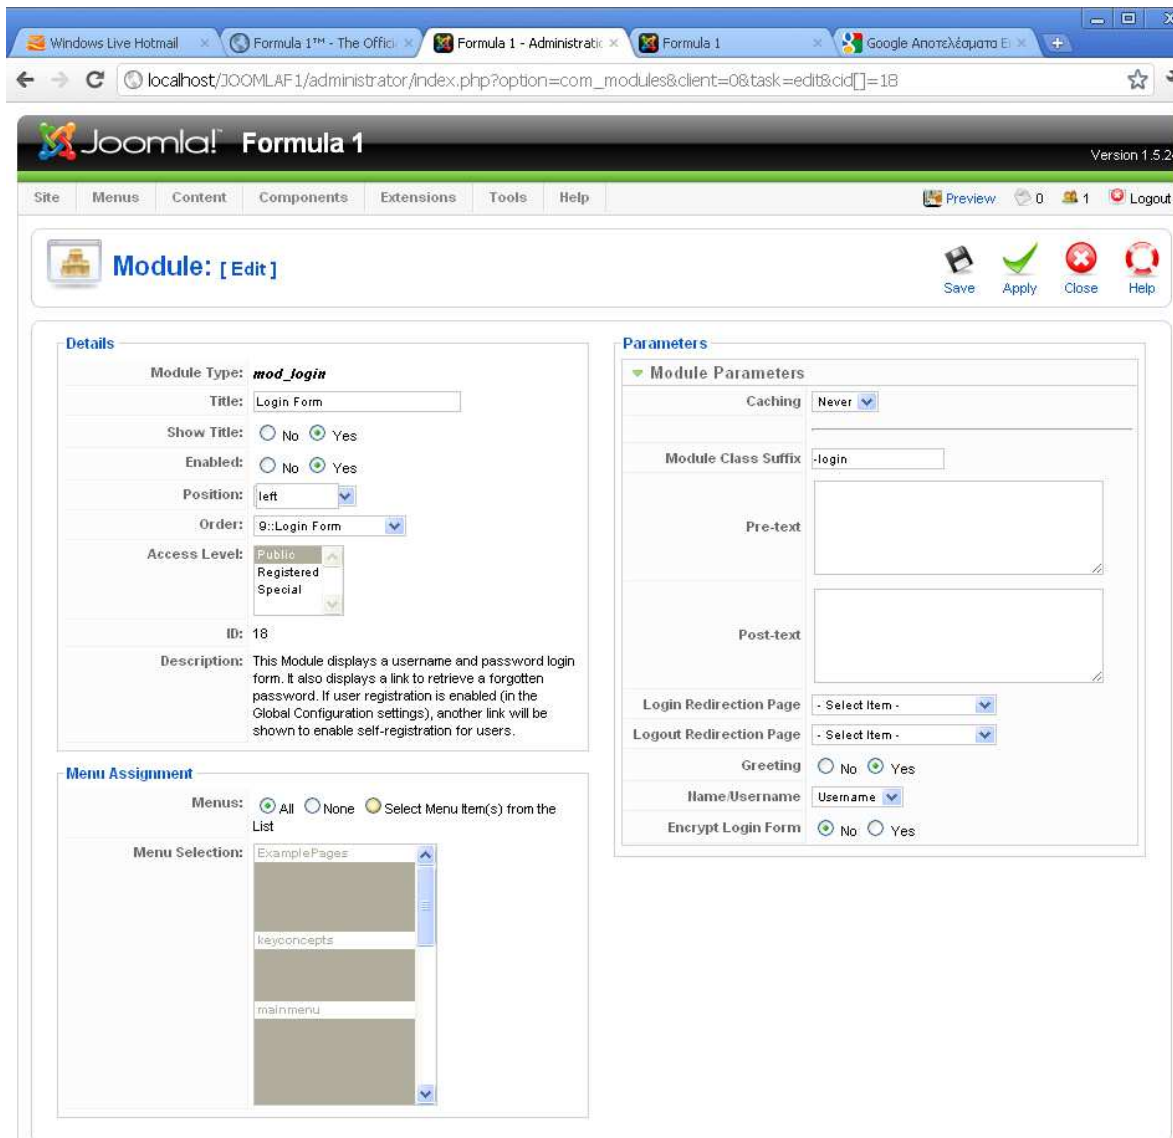 Windows Live Hotmail
Formula 1™ - The Offici
Formula 1 - Administratio
Formula 1
Google Αποτελέσματα Ει
localhost/JOOMLAF1/administrator/index.php?option=com_modules&client=0&task=edit&cid[]=18
Joomla! Formula 1
Version 1.5.2
Site Menus Content Components Extensions Tools Help
Preview 0 1 Logout
Module: [ Edit ]
Save Apply Close Help
Details
Module Type: mod_login
Title: Login Form
Show Title: No Yes
Enabled: No Yes
Position: left
Order: 9::Login Form
Access Level: Public
Registered
Special
ID: 18
Description: This Module displays a username and password login
form. It also displays a link to retrieve a forgotten
password. If user registration is enabled (in the
Global Configuration settings), another link will be
shown to enable self-registration for users.
Menu Assignment
Menus: All None Select Menu Item(s) from the
List
Menu Selection: ExamplePages
keyconcepts
mainmenu
Parameters
Module Parameters
Caching Never
Module Class Suffix -login
Pre-text
Post-text
Login Redirection Page - Select Item -
Logout Redirection Page - Select Item -
Greeting No Yes
Name/Username Username
Encrypt Login Form No Yes